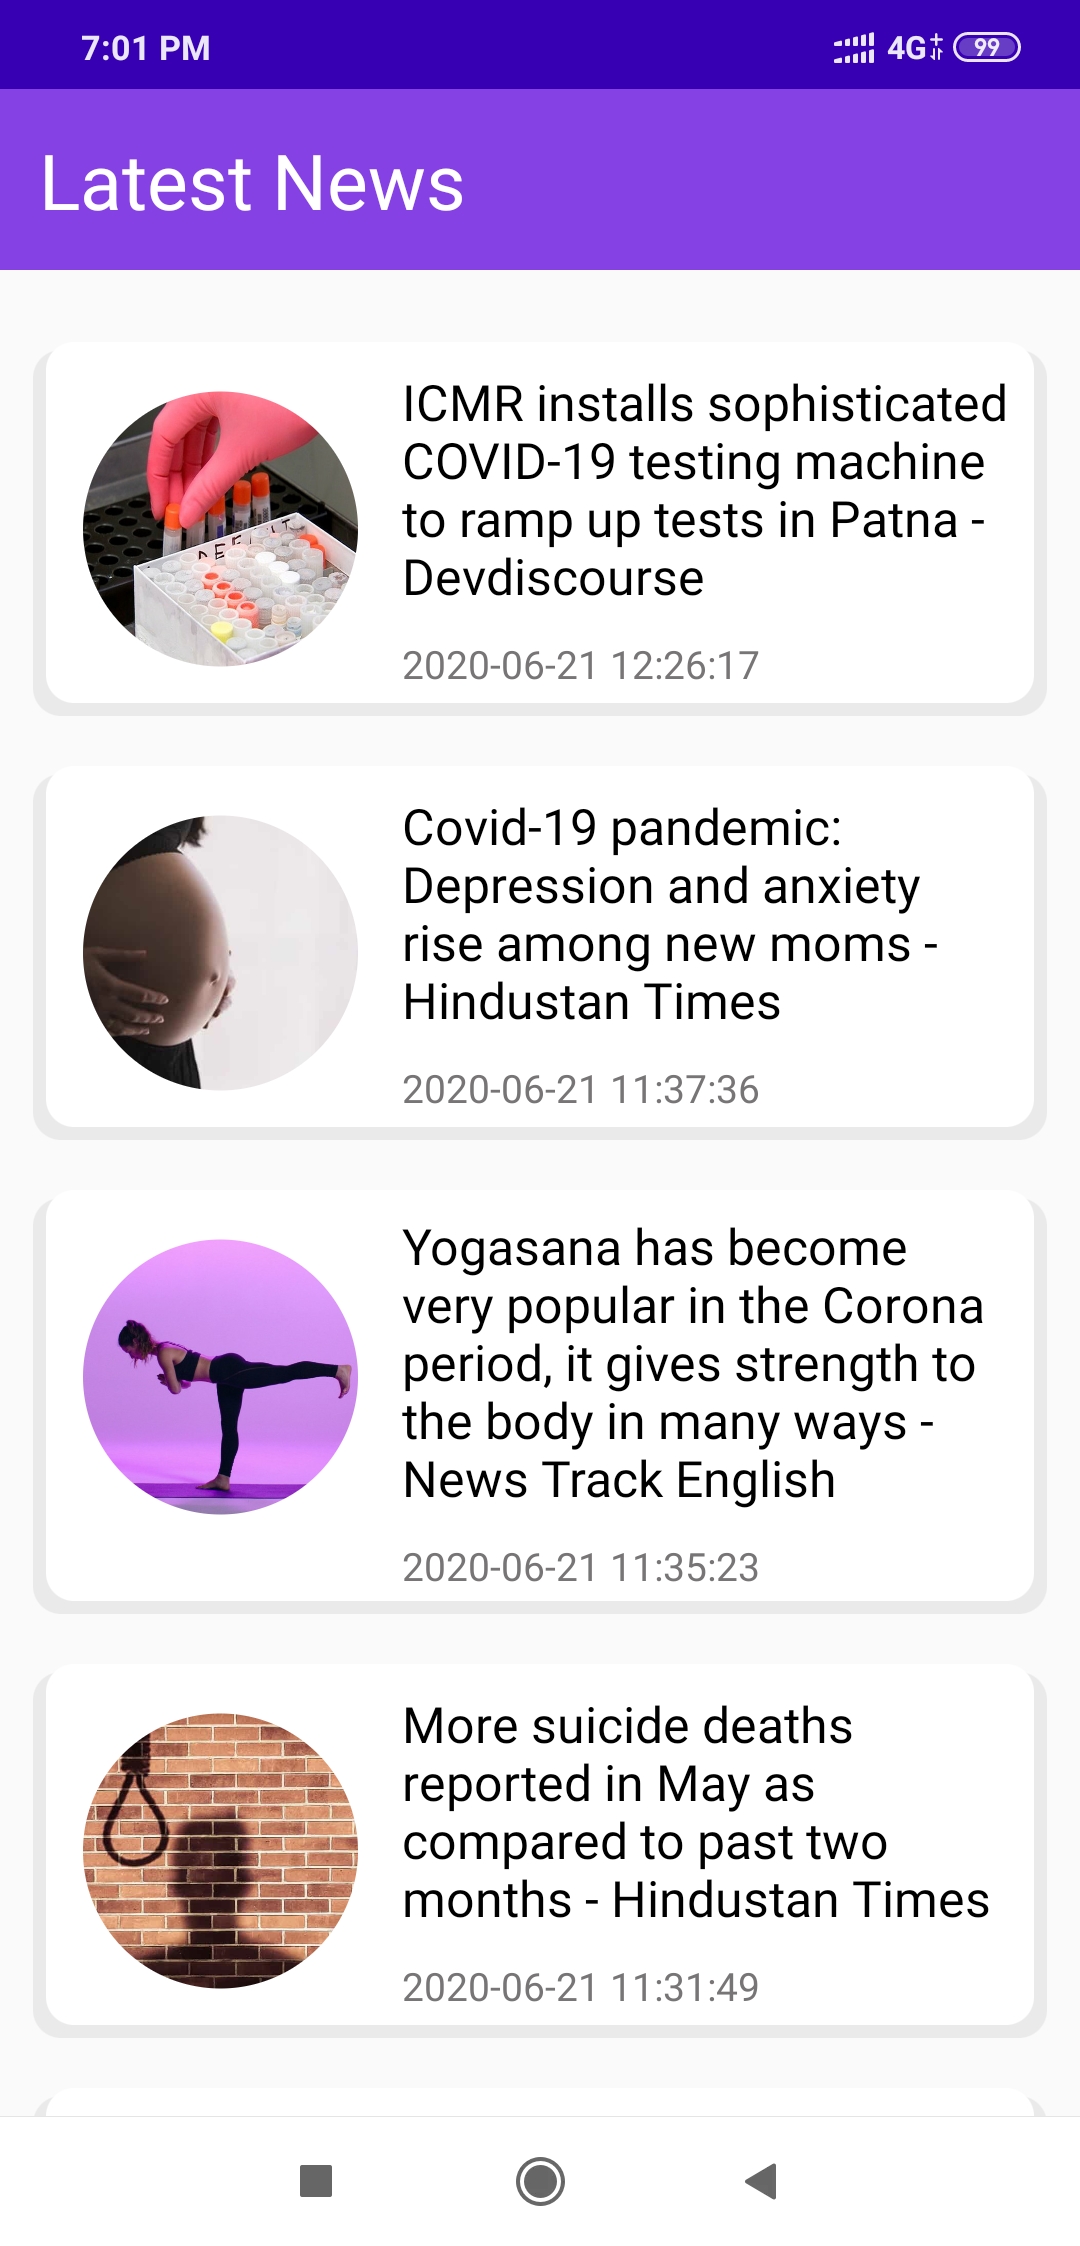 7:01 PM
4G+ 99
Latest News
ICMR installs sophisticated
COVID-19 testing machine
to ramp up tests in Patna -
Devdiscourse
2020-06-21 12:26:17
Covid-19 pandemic:
Depression and anxiety
rise among new moms -
Hindustan Times
2020-06-21 11:37:36
Yogasana has become
very popular in the Corona
period, it gives strength to
the body in many ways -
News Track English
2020-06-21 11:35:23
More suicide deaths
reported in May as
compared to past two
months - Hindustan Times
2020-06-21 11:31:49